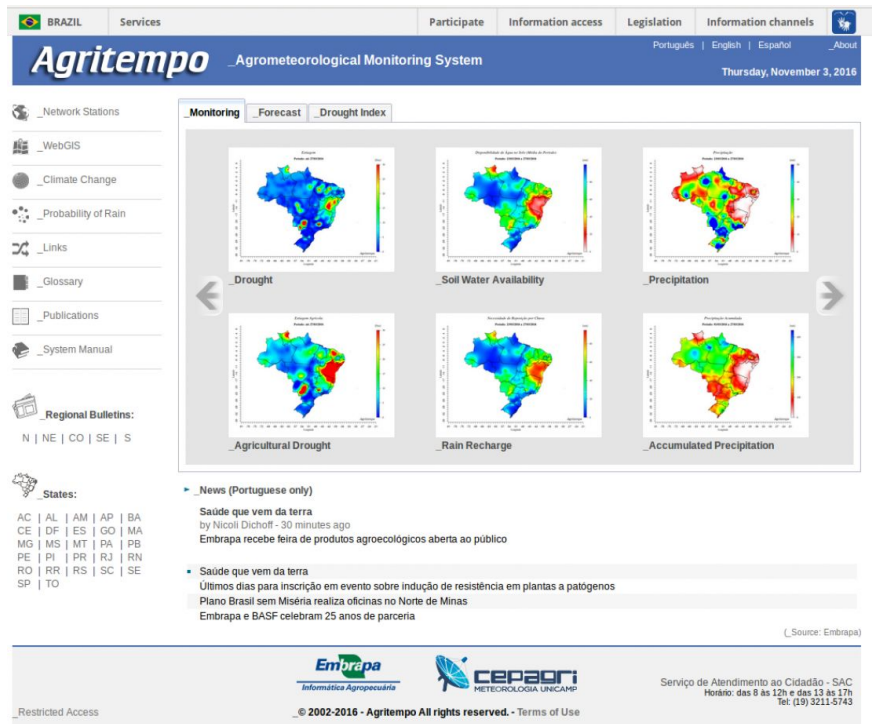 BRAZIL Services Participate Information access Legislation Information channels
Agritempo _Agrometeorological Monitoring System
Português | English | Español _About
Thursday, November 3, 2016
_Network Stations
_WebGIS
_Climate Change
_Probability of Rain
_Links
_Glossary
_Publications
_System Manual
_Regional Bulletins:
N | NE | CO | SE | S
_States:
AC | AL | AM | AP | BA
CE | DF | ES | GO | MA
MG | MS | MT | PA | PB
PE | PI | PR | RJ | RN
RO | RR | RS | SC | SE
SP | TO
_Monitoring _Forecast _Drought Index
_Drought _Soil Water Availability _Precipitation
_Agricultural Drought _Rain Recharge _Accumulated Precipitation
_News (Portuguese only)
Saúde que vem da terra
by Nicoli Dichoff - 30 minutes ago
Embrapa recebe feira de produtos agroecológicos aberta ao público
Saúde que vem da terra
Últimos dias para inscrição em evento sobre indução de resistência em plantas a patógenos
Plano Brasil sem Miséria realiza oficinas no Norte de Minas
Embrapa e BASF celebram 25 anos de parceria
(_Source: Embrapa)
Embrapa
Informática Agropecuária
cepagri
METEOROLOGIA UNICAMP
Serviço de Atendimento ao Cidadão - SAC
Horário: das 8 às 12h e das 13 às 17h
Tel: (19) 3211-5743
_Restricted Access
_© 2002-2016 - Agritempo All rights reserved. - Terms of Use